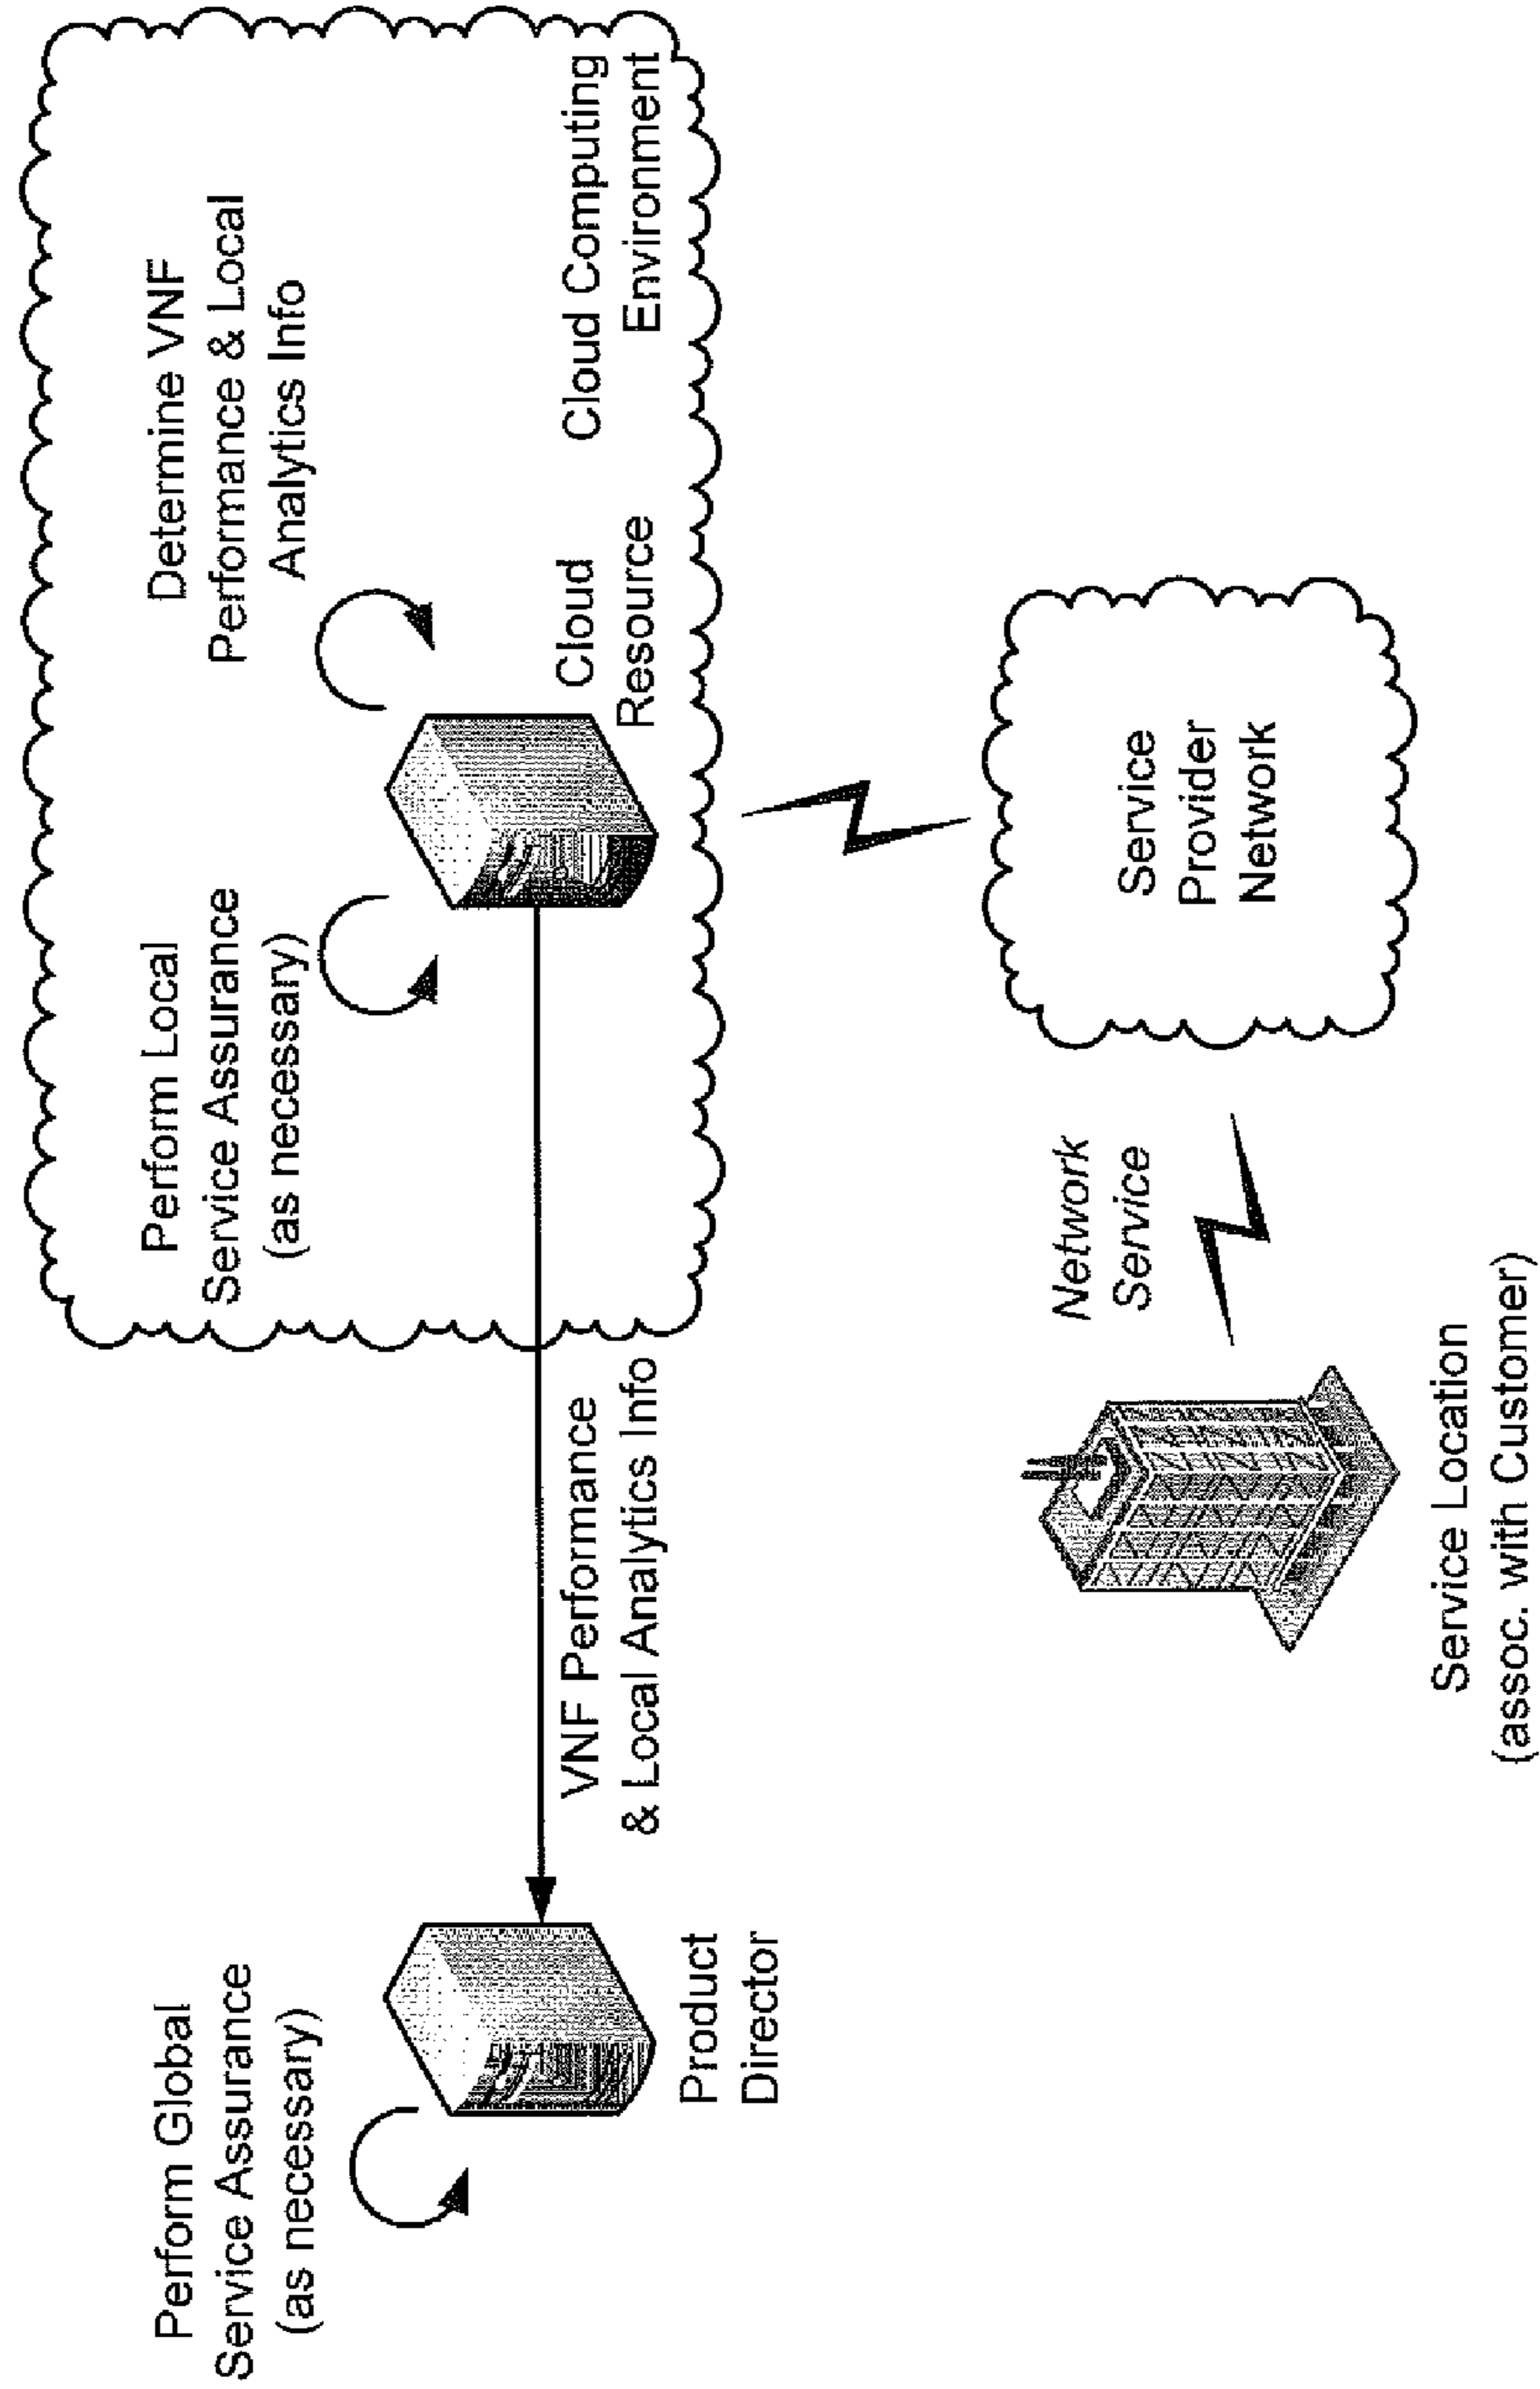 Perform Global
Service Assurance
(as necessary)
Product
Director
VNF Performance
& Local Analytics Info
Perform Local
Service Assurance
(as necessary)
Determine VNF
Performance & Local
Analytics Info
Cloud
Resource
Cloud Computing
Environment
Network
Service
Service
Provider
Network
Service Location
(assoc. with Customer)